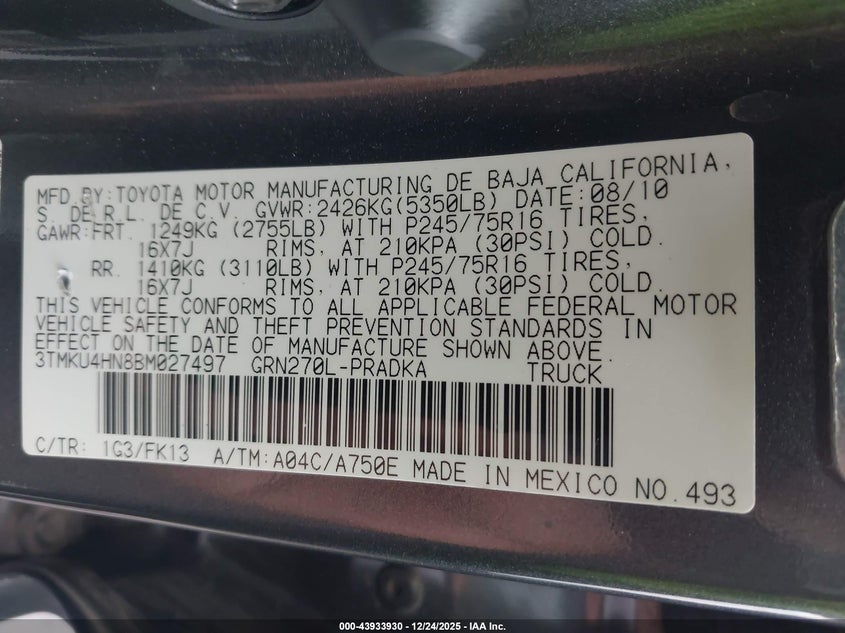 MFD BY:TOYOTA MOTOR MANUFACTURING DE BAJA CALIFORNIA,
S. DE R.L. DE C.V. GVWR:2426KG(5350LB) DATE:08/10
GAWR:FRT. 1249KG (2755LB) WITH P245/75R16 TIRES,
16X7J RIMS, AT 210KPA (30PSI) COLD.
RR. 1410KG (3110LB) WITH P245/75R16 TIRES,
16X7J RIMS, AT 210KPA (30PSI) COLD.
THIS VEHICLE CONFORMS TO ALL APPLICABLE FEDERAL MOTOR
VEHICLE SAFETY AND THEFT PREVENTION STANDARDS IN
EFFECT ON THE DATE OF MANUFACTURE SHOWN ABOVE.
3TMKU4HN8BM027497 GRN270L-PRADKA TRUCK
C/TR: 1G3/FK13 A/TM:A04C/A750E MADE IN MEXICO NO.493
000-43933930 - 12/24/2025 - IAA Inc.